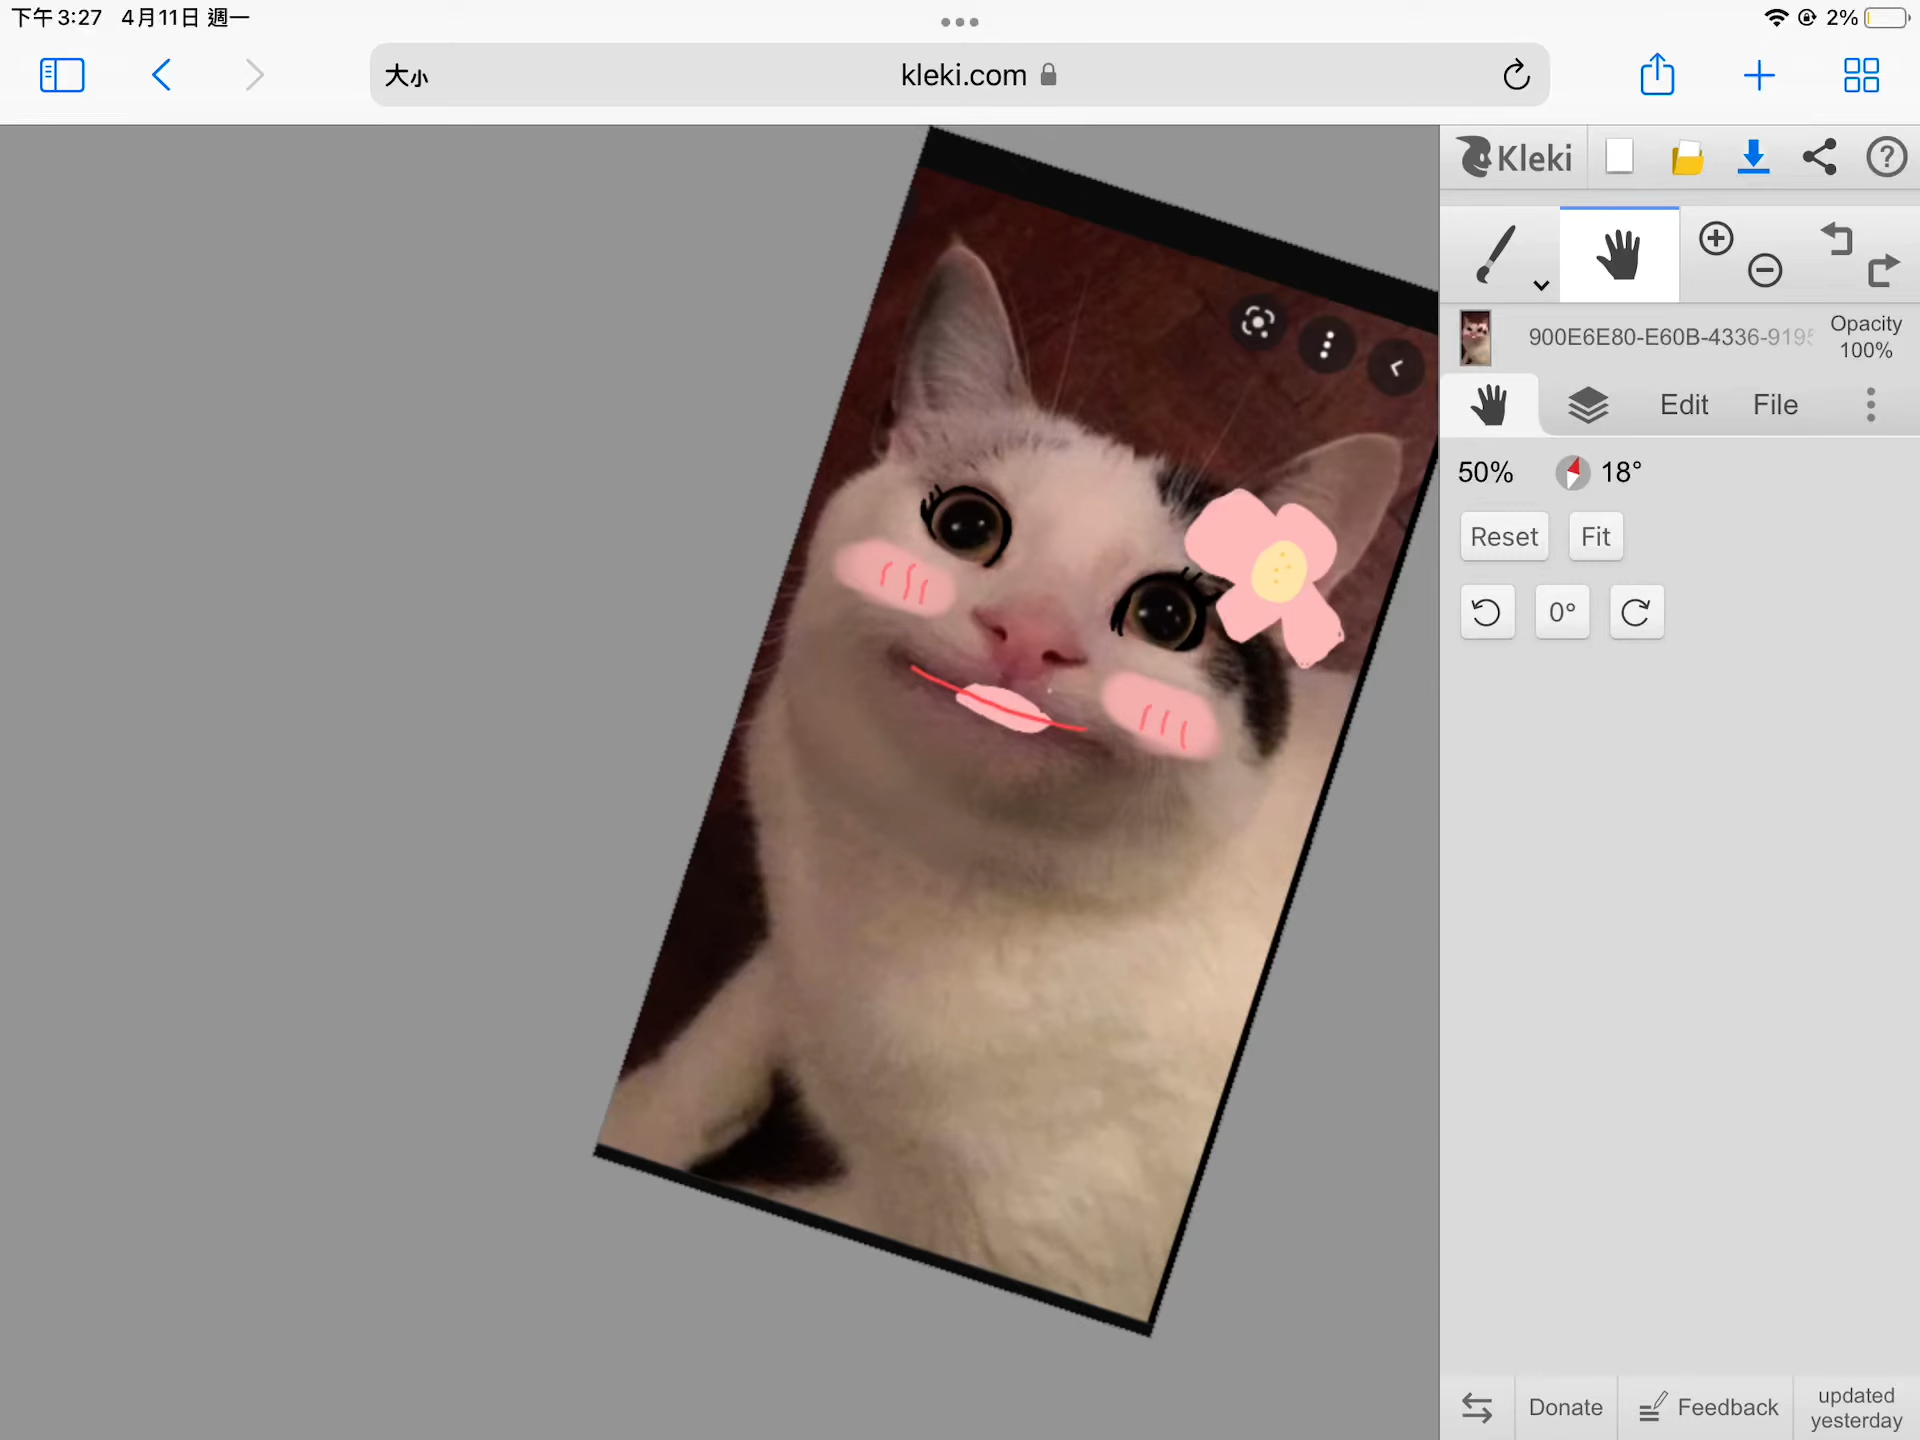 下午3:27 4月11日 週一
2%
大小
kleki.com
Kleki
900E6E80-E60B-4336-919
Opacity
100%
Edit
File
50%
18°
Reset
Fit
0°
Donate
Feedback
updated
yesterday